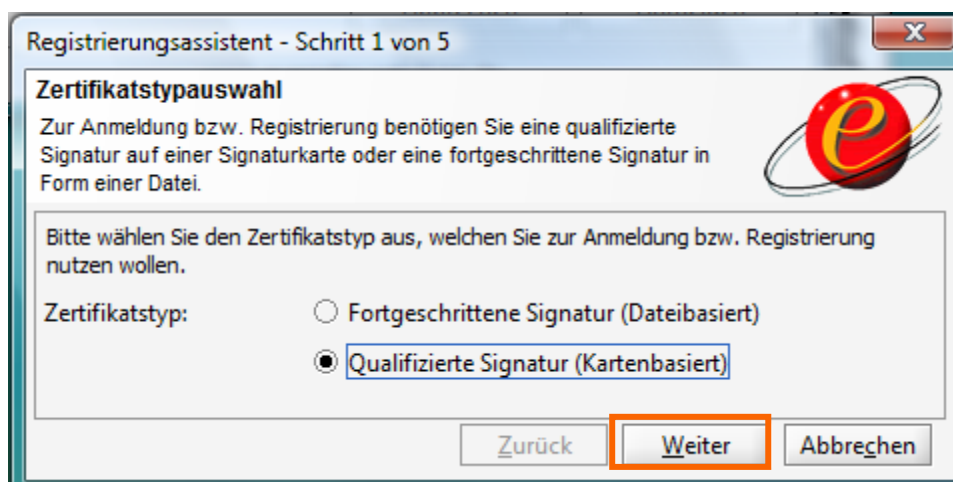 Registrierungsassistent - Schritt 1 von 5
Zertifikatstypauswahl
Zur Anmeldung bzw. Registrierung benötigen Sie eine qualifizierte
Signatur auf einer Signaturkarte oder eine fortgeschrittene Signatur in
Form einer Datei.
e
Bitte wählen Sie den Zertifikatstyp aus, welchen Sie zur Anmeldung bzw. Registrierung
nutzen wollen.
Zertifikatstyp:
Fortgeschrittene Signatur (Dateibasiert)
Qualifizierte Signatur (Kartenbasiert)
Zurück Weiter Abbrechen